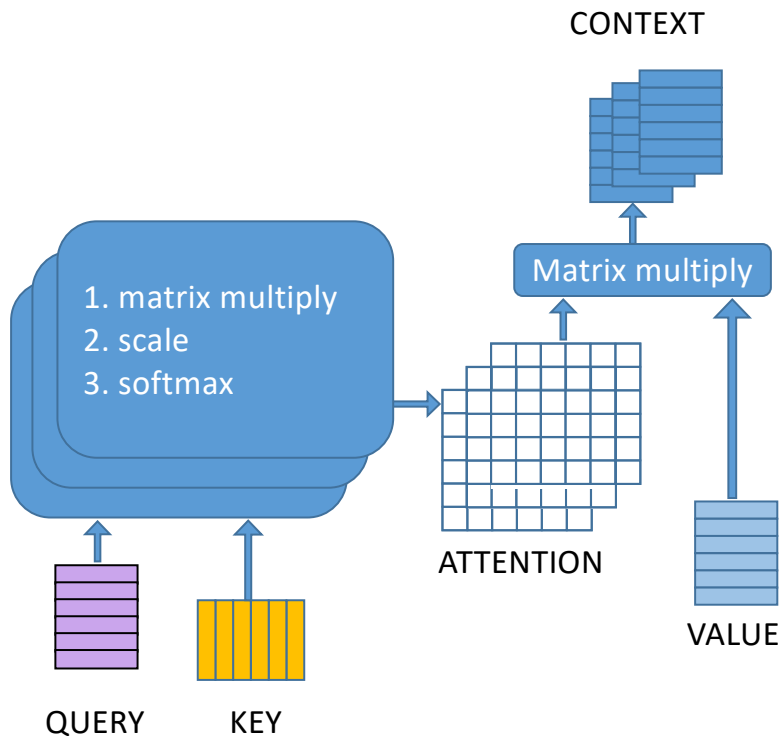 CONTEXT
Matrix multiply
1. matrix multiply
2. scale
3. softmax
ATTENTION
VALUE
QUERY
KEY